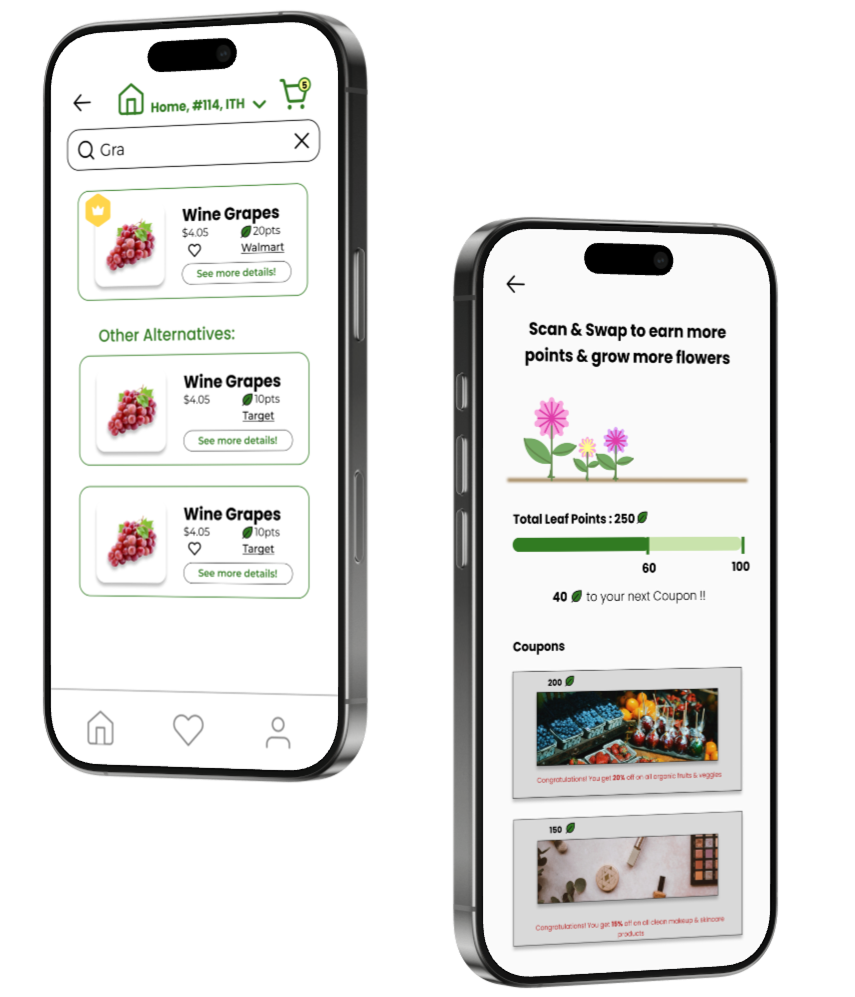 Home, #114, ITH
5
Gra
Wine Grapes
$4.05 20pts
Walmart
See more details!
Other Alternatives:
Wine Grapes
$4.05 10pts
Target
See more details!
Wine Grapes
$4.05 10pts
Target
See more details!
Scan & Swap to earn more
points & grow more flowers
Total Leaf Points : 250
60 100
40 to your next Coupon !!
Coupons
200
Congratulations! You get 20% off on all organic fruits & veggies
150
Congratulations! You get 15% off on all clean makeup & skincare
products